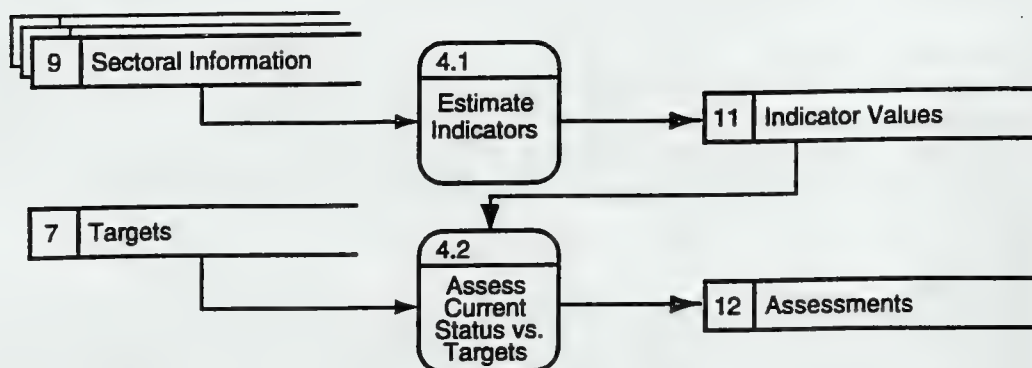 9 Sectoral Information
4.1
Estimate
Indicators
11 Indicator Values
7 Targets
4.2
Assess
Current
Status vs.
Targets
12 Assessments